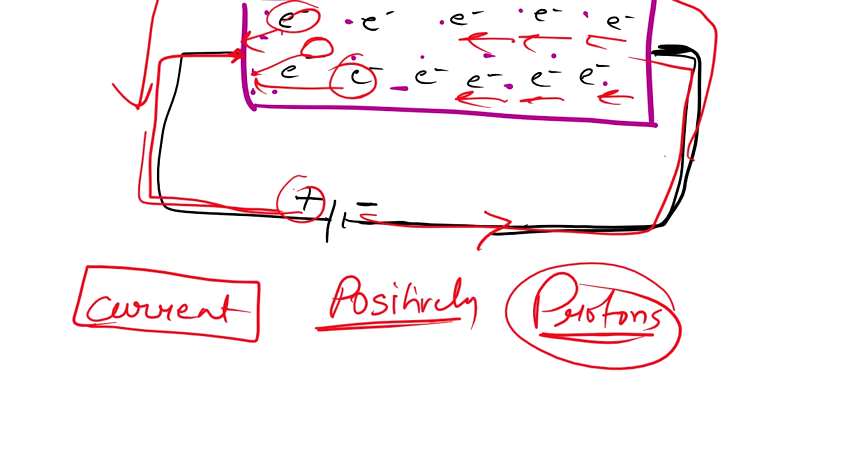 e⁻ e⁻ e⁻ e⁻ e⁻
e e⁻ e⁻ e⁻ e⁻ e⁻
+ −
current Positively Protons